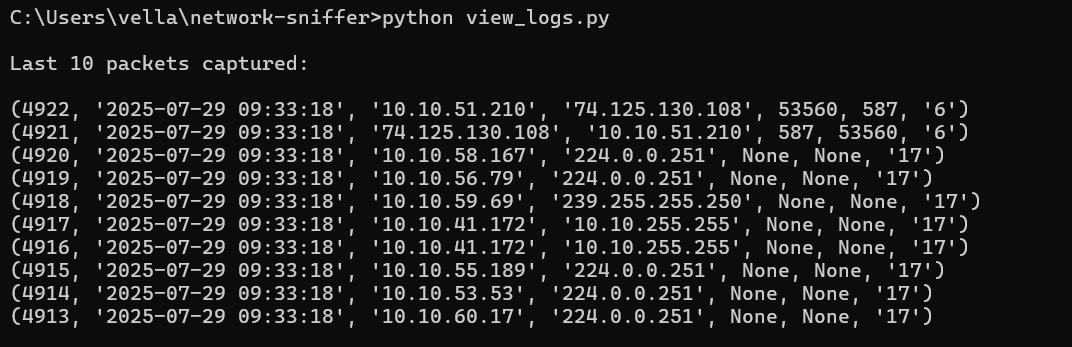 C:\Users\vella\network-sniffer>python view_logs.py
Last 10 packets captured:
(4922, '2025-07-29 09:33:18', '10.10.51.210', '74.125.130.108', 53560, 587, '6')
(4921, '2025-07-29 09:33:18', '74.125.130.108', '10.10.51.210', 587, 53560, '6')
(4920, '2025-07-29 09:33:18', '10.10.58.167', '224.0.0.251', None, None, '17')
(4919, '2025-07-29 09:33:18', '10.10.56.79', '224.0.0.251', None, None, '17')
(4918, '2025-07-29 09:33:18', '10.10.59.69', '239.255.255.250', None, None, '17')
(4917, '2025-07-29 09:33:18', '10.10.41.172', '10.10.255.255', None, None, '17')
(4916, '2025-07-29 09:33:18', '10.10.41.172', '10.10.255.255', None, None, '17')
(4915, '2025-07-29 09:33:18', '10.10.55.189', '224.0.0.251', None, None, '17')
(4914, '2025-07-29 09:33:18', '10.10.53.53', '224.0.0.251', None, None, '17')
(4913, '2025-07-29 09:33:18', '10.10.60.17', '224.0.0.251', None, None, '17')